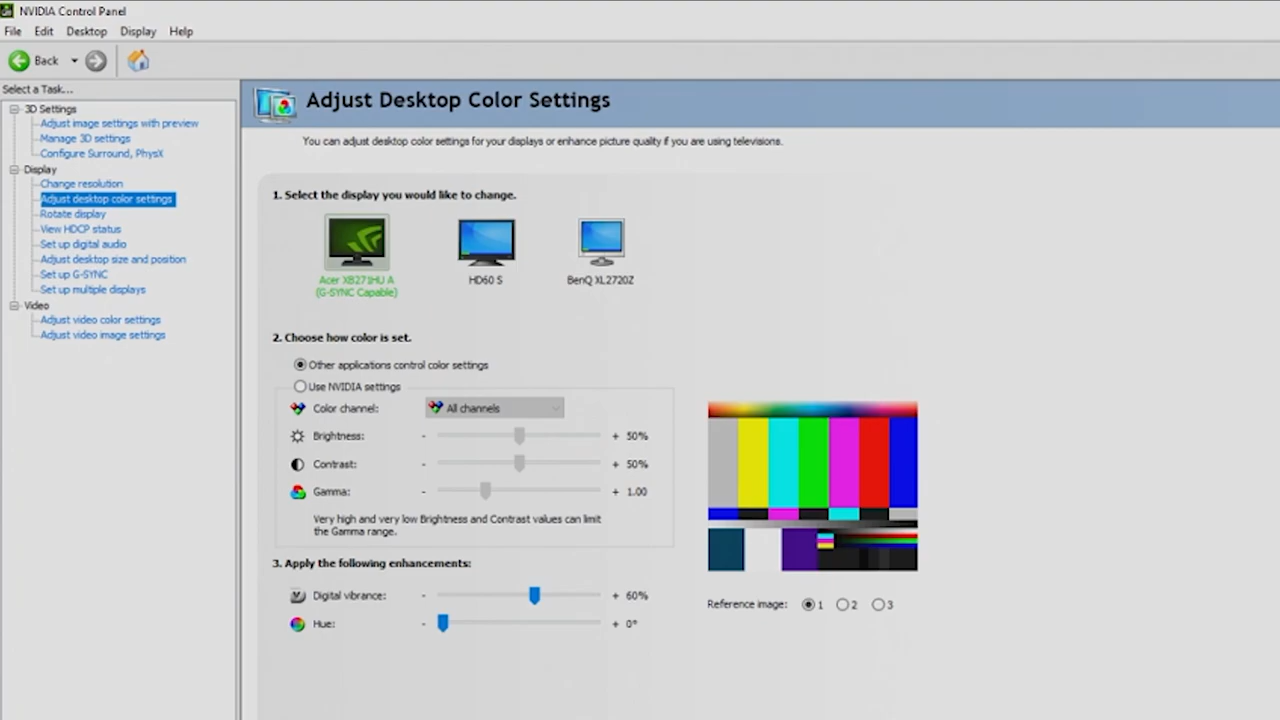 NVIDIA Control Panel
File Edit Desktop Display Help
Back
Select a Task...
3D Settings
Adjust image settings with preview
Manage 3D settings
Configure Surround, PhysX
Display
Change resolution
Adjust desktop color settings
Rotate display
View HDCP status
Set up digital audio
Adjust desktop size and position
Set up G-SYNC
Set up multiple displays
Video
Adjust video color settings
Adjust video image settings
Adjust Desktop Color Settings
You can adjust desktop color settings for your displays or enhance picture quality if you are using televisions.
1. Select the display you would like to change.
Acer XB271HU A HD60 S BenQ XL2720Z
(G-SYNC Capable)
2. Choose how color is set.
Other applications control color settings
Use NVIDIA settings
Color channel: All channels
Brightness: - + 50%
Contrast: - + 50%
Gamma: - + 1.00
Very high and very low Brightness and Contrast values can limit
the Gamma range.
3. Apply the following enhancements:
Digital vibrance: - + 60%
Hue: - + 0°
Reference image: 1 2 3